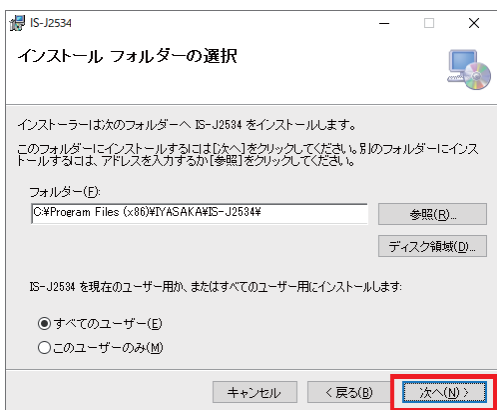 IS-J2534
インストール フォルダーの選択
インストーラーは次のフォルダーへ IS-J2534 をインストールします。
このフォルダーにインストールするには[次へ]をクリックしてください。別のフォルダーにインス
トールするには、アドレスを入力するか[参照]をクリックしてください。
フォルダー(F):
C:¥Program Files (x86)¥IYASAKA¥IS-J2534¥
参照(R)...
ディスク領域(D)...
IS-J2534 を現在のユーザー用か、またはすべてのユーザー用にインストールします:
すべてのユーザー(E)
このユーザーのみ(M)
キャンセル
< 戻る(B)
次へ(N) >